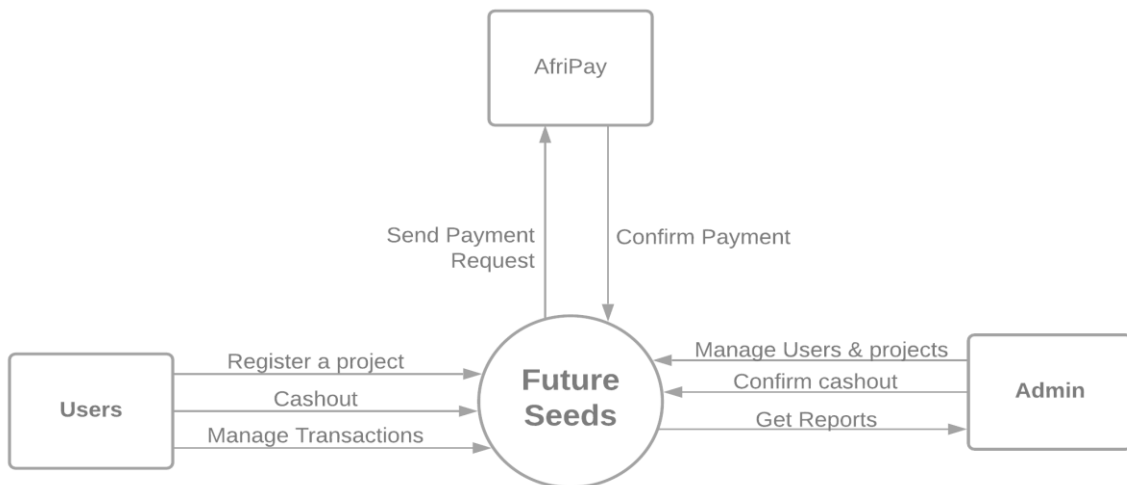 AfriPay
Send Payment
Request
Confirm Payment
Register a project
Cashout
Manage Transactions
Users
Future
Seeds
Manage Users & projects
Confirm cashout
Get Reports
Admin